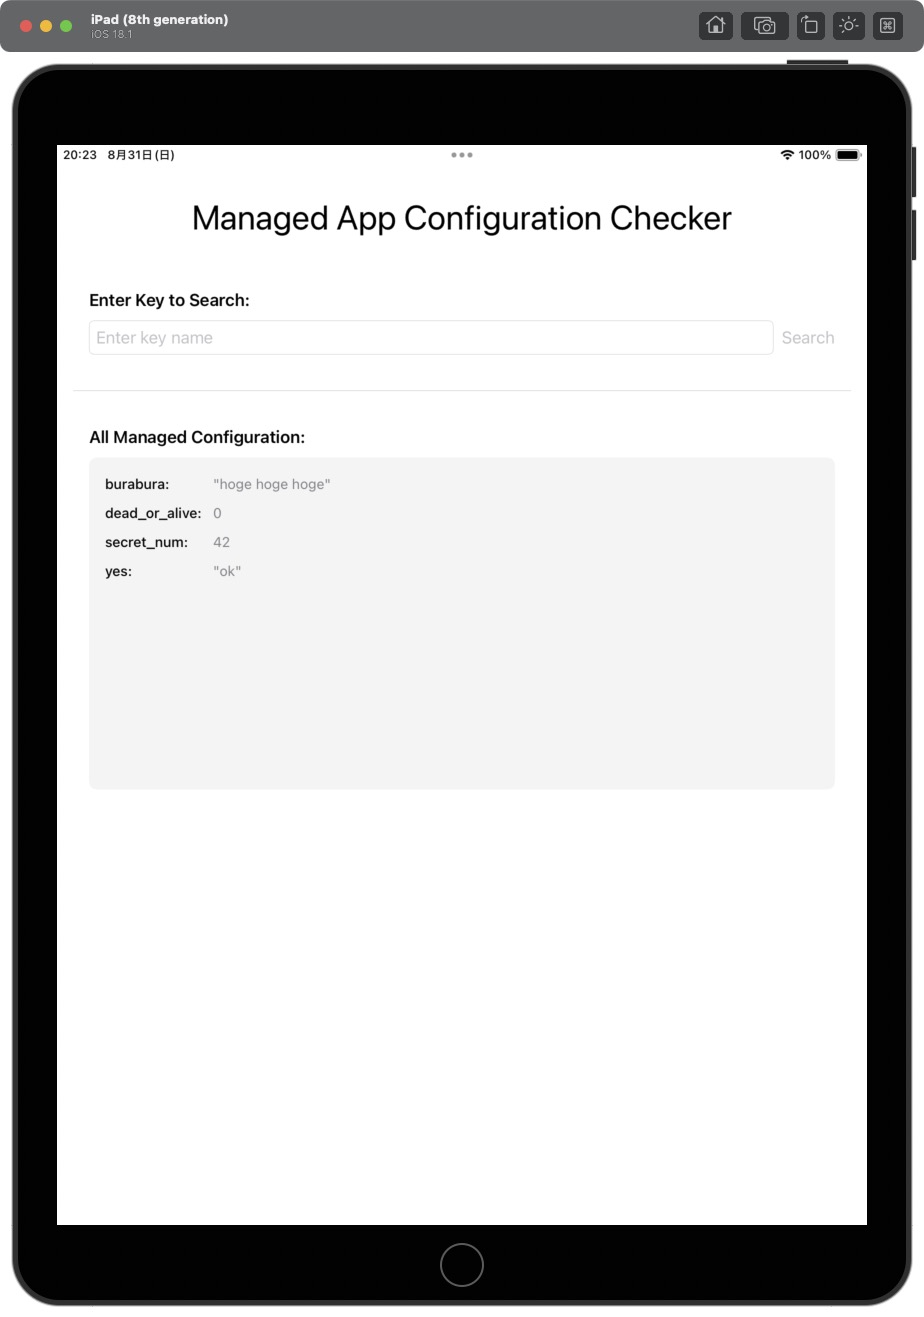 iPad (8th generation)
iOS 18.1
20:23 8月31日(日)
100%
Managed App Configuration Checker
Enter Key to Search:
Enter key name
Search
All Managed Configuration:
burabura: "hoge hoge hoge"
dead_or_alive: 0
secret_num: 42
yes: "ok"